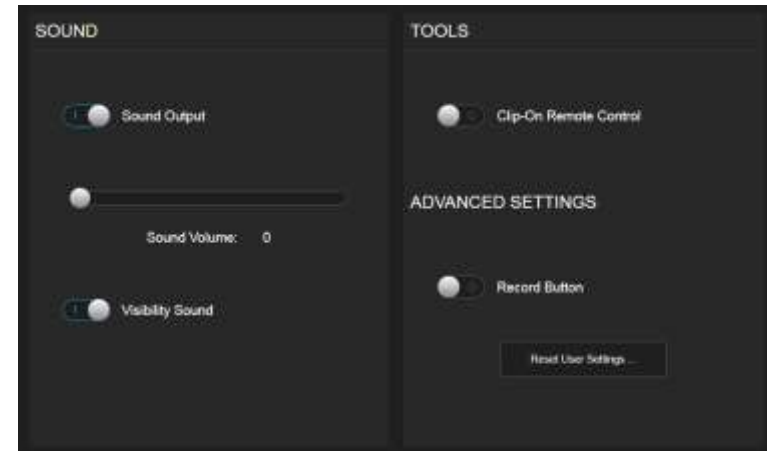 SOUND
Sound Output
Sound Volume: 0
Visibility Sound
TOOLS
Clip-On Remote Control
ADVANCED SETTINGS
Record Button
Reset User Settings ...